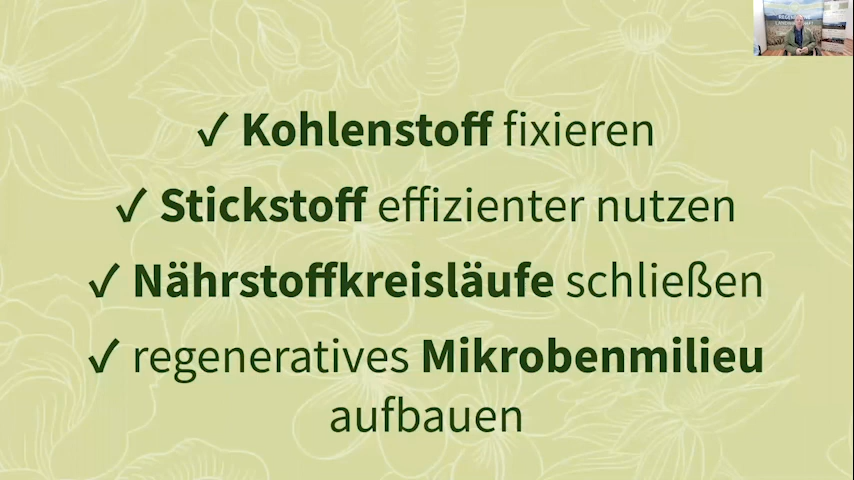 ✓ Kohlenstoff fixieren
✓ Stickstoff effizienter nutzen
✓ Nährstoffkreisläufe schließen
✓ regeneratives Mikrobenmilieu
aufbauen